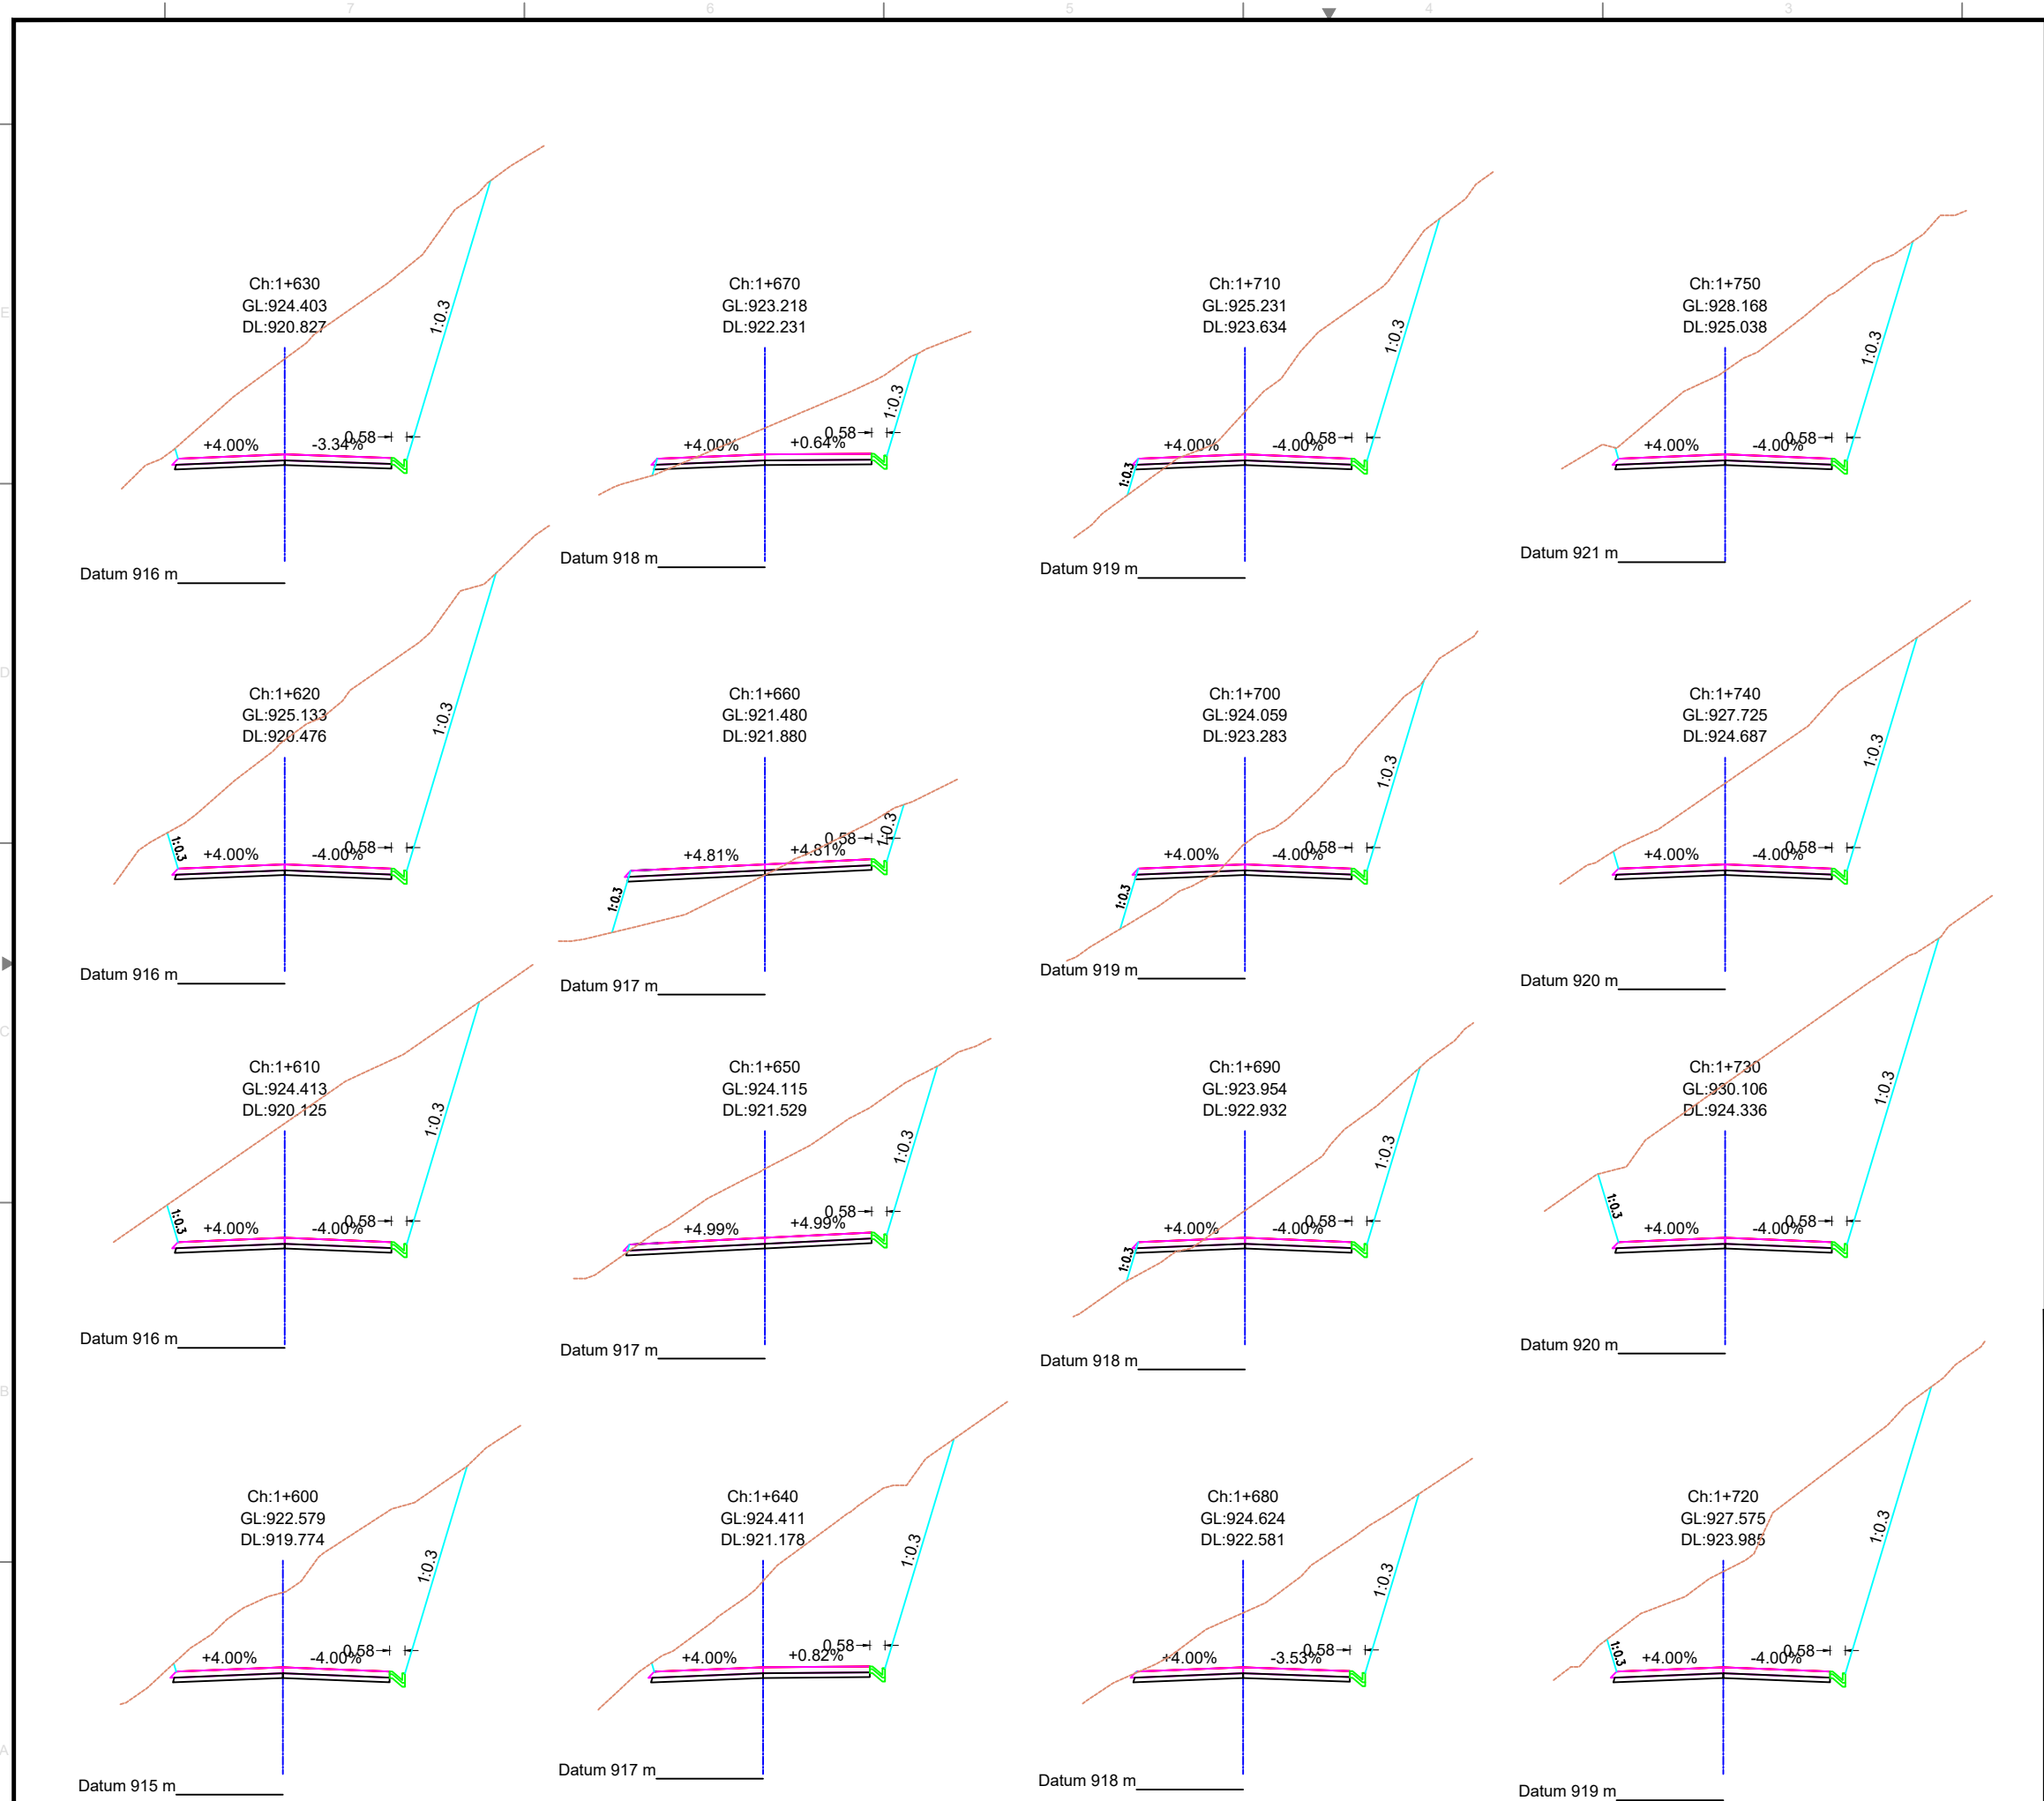 7 6 5 4 3
E
D
C
B
A
Ch:1+630
GL:924.403
DL:920.827
1:0.3
+4.00%
-3.34%
0.58
Datum 916 m
Ch:1+670
GL:923.218
DL:922.231
1:0.3
+4.00%
+0.64%
0.58
Datum 918 m
Ch:1+710
GL:925.231
DL:923.634
1:0.3
1:0.3
+4.00%
-4.00%
0.58
Datum 919 m
Ch:1+750
GL:928.168
DL:925.038
1:0.3
+4.00%
-4.00%
0.58
Datum 921 m
Ch:1+620
GL:925.133
DL:920.476
1:0.3
1:0.3
+4.00%
-4.00%
0.58
Datum 916 m
Ch:1+660
GL:921.480
DL:921.880
1:0.3
1:0.3
+4.81%
+4.81%
0.58
Datum 917 m
Ch:1+700
GL:924.059
DL:923.283
1:0.3
1:0.3
+4.00%
-4.00%
0.58
Datum 919 m
Ch:1+740
GL:927.725
DL:924.687
1:0.3
+4.00%
-4.00%
0.58
Datum 920 m
Ch:1+610
GL:924.413
DL:920.125
1:0.3
1:0.3
+4.00%
-4.00%
0.58
Datum 916 m
Ch:1+650
GL:924.115
DL:921.529
1:0.3
+4.99%
+4.99%
0.58
Datum 917 m
Ch:1+690
GL:923.954
DL:922.932
1:0.3
1:0.3
+4.00%
-4.00%
0.58
Datum 918 m
Ch:1+730
GL:930.106
DL:924.336
1:0.3
1:0.3
+4.00%
-4.00%
0.58
Datum 920 m
Ch:1+600
GL:922.579
DL:919.774
1:0.3
+4.00%
-4.00%
0.58
Datum 915 m
Ch:1+640
GL:924.411
DL:921.178
1:0.3
+4.00%
+0.82%
0.58
Datum 917 m
Ch:1+680
GL:924.624
DL:922.581
1:0.3
+4.00%
-3.53%
0.58
Datum 918 m
Ch:1+720
GL:927.575
DL:923.985
1:0.3
1:0.3
+4.00%
-4.00%
0.58
Datum 919 m